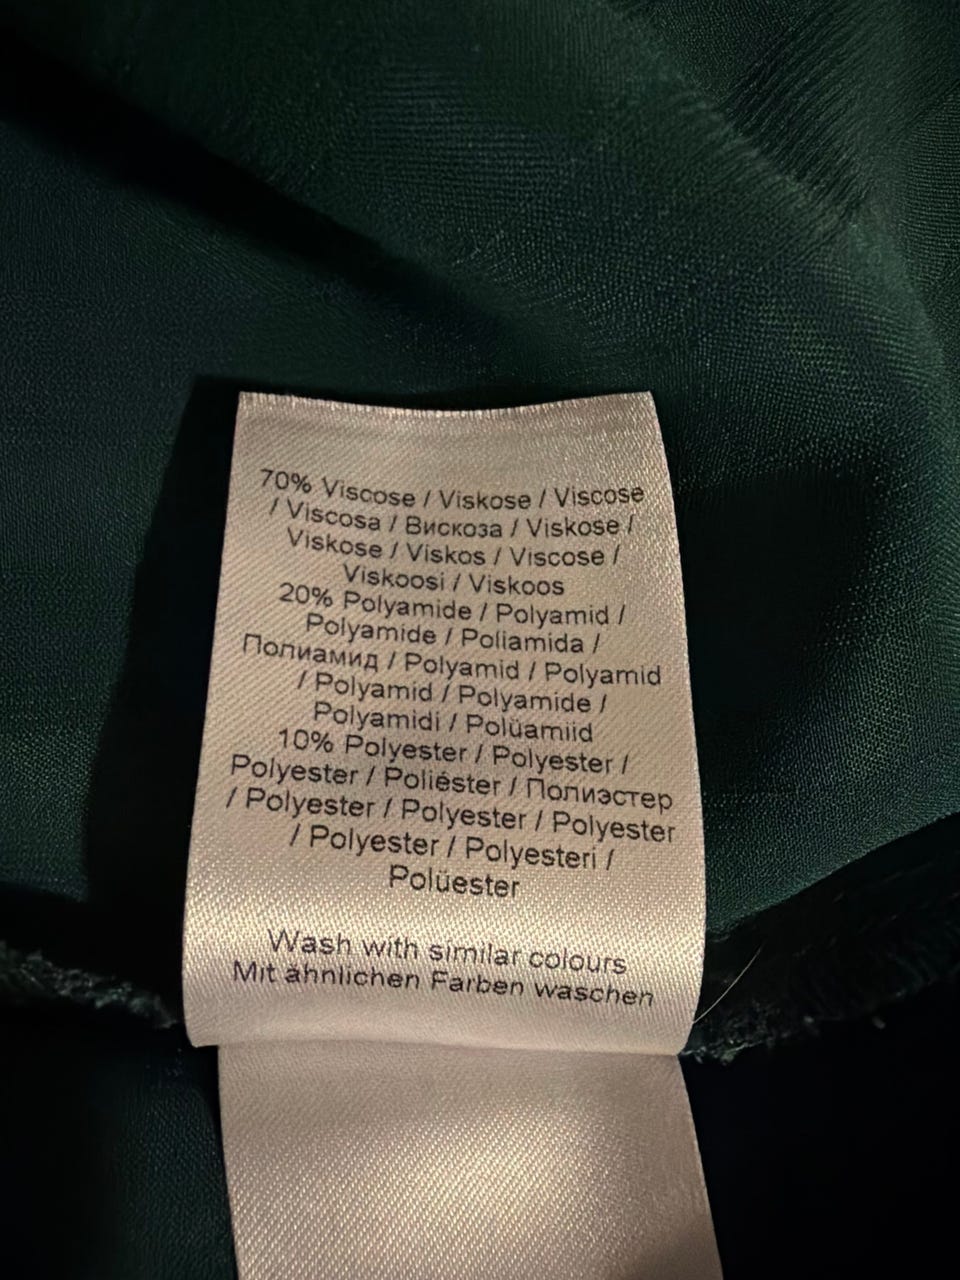 70% Viscose / Viskose / Viscose
/ Viscosa / Вискоза / Viskose /
Viskose / Viskos / Viscose /
Viskoosi / Viskoos
20% Polyamide / Polyamid /
Polyamide / Poliamida /
Полиамид / Polyamid / Polyamid
/ Polyamid / Polyamide /
Polyamidi / Polüamiid
10% Polyester / Polyester /
Polyester / Poliéster / Полиэстер
/ Polyester / Polyester / Polyester
/ Polyester / Polyesteri /
Polüester
Wash with similar colours
Mit ähnlichen Farben waschen